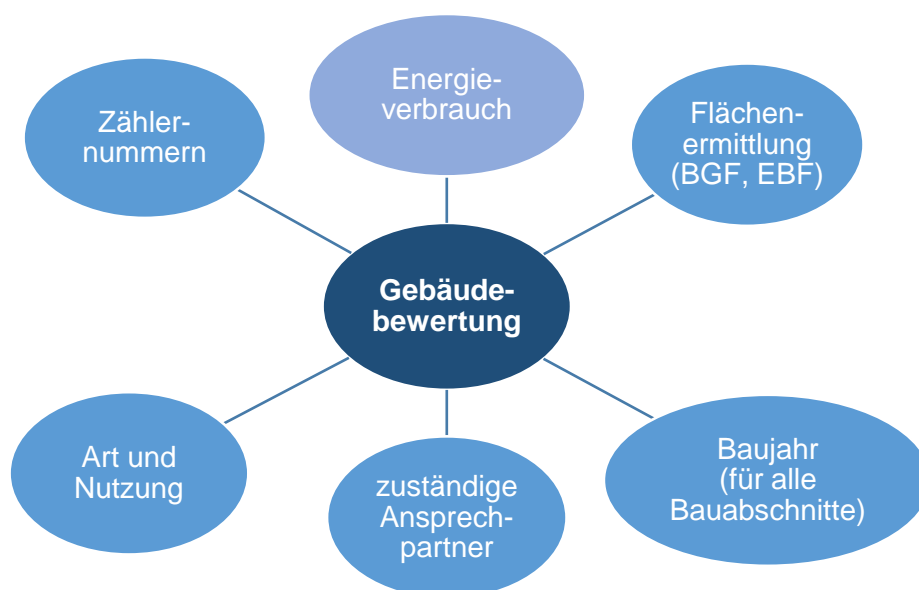 Energie-
verbrauch
Zähler-
nummern
Flächen-
ermittlung
(BGF, EBF)
Gebäude-
bewertung
Art und
Nutzung
zuständige
Ansprech-
partner
Baujahr
(für alle
Bauabschnitte)